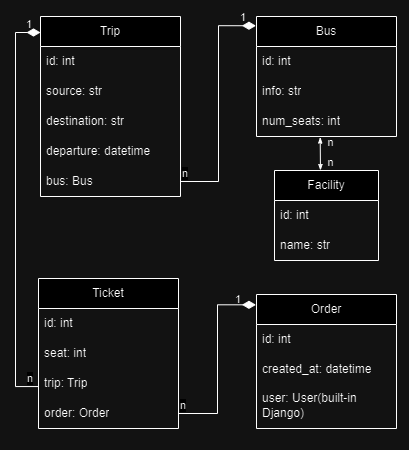 1
Trip
id: int
source: str
destination: str
departure: datetime
bus: Bus
n
1
Bus
id: int
info: str
num_seats: int
n
n
Facility
id: int
name: str
Ticket
id: int
seat: int
trip: Trip
order: Order
n
n
1
Order
id: int
created_at: datetime
user: User(built-in
Django)